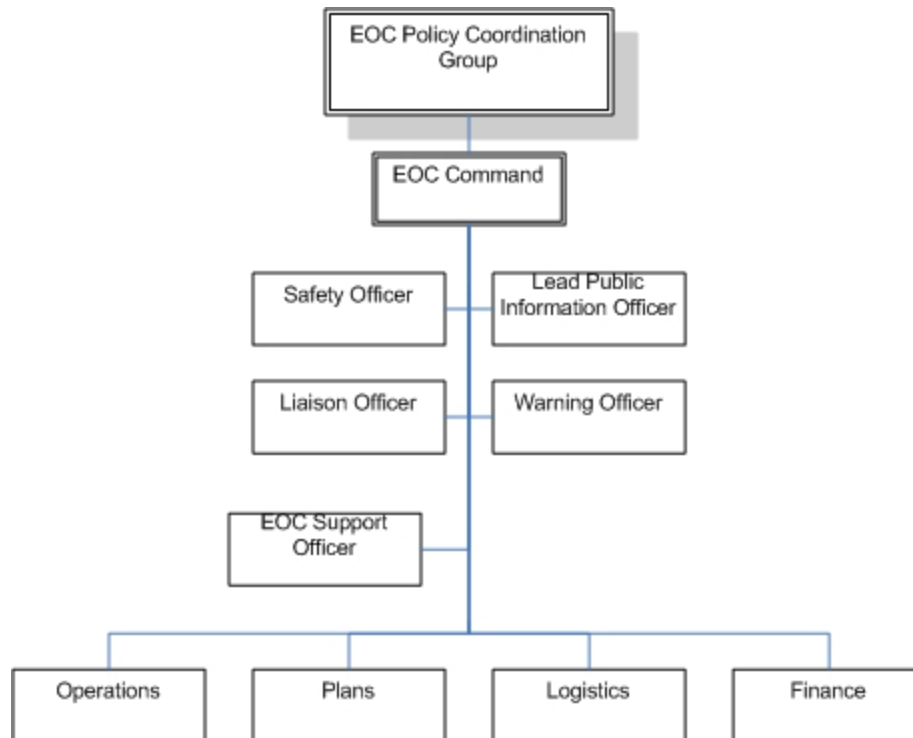 EOC Policy Coordination
Group
EOC Command
Safety Officer
Lead Public
Information Officer
Liaison Officer
Warning Officer
EOC Support
Officer
Operations
Plans
Logistics
Finance